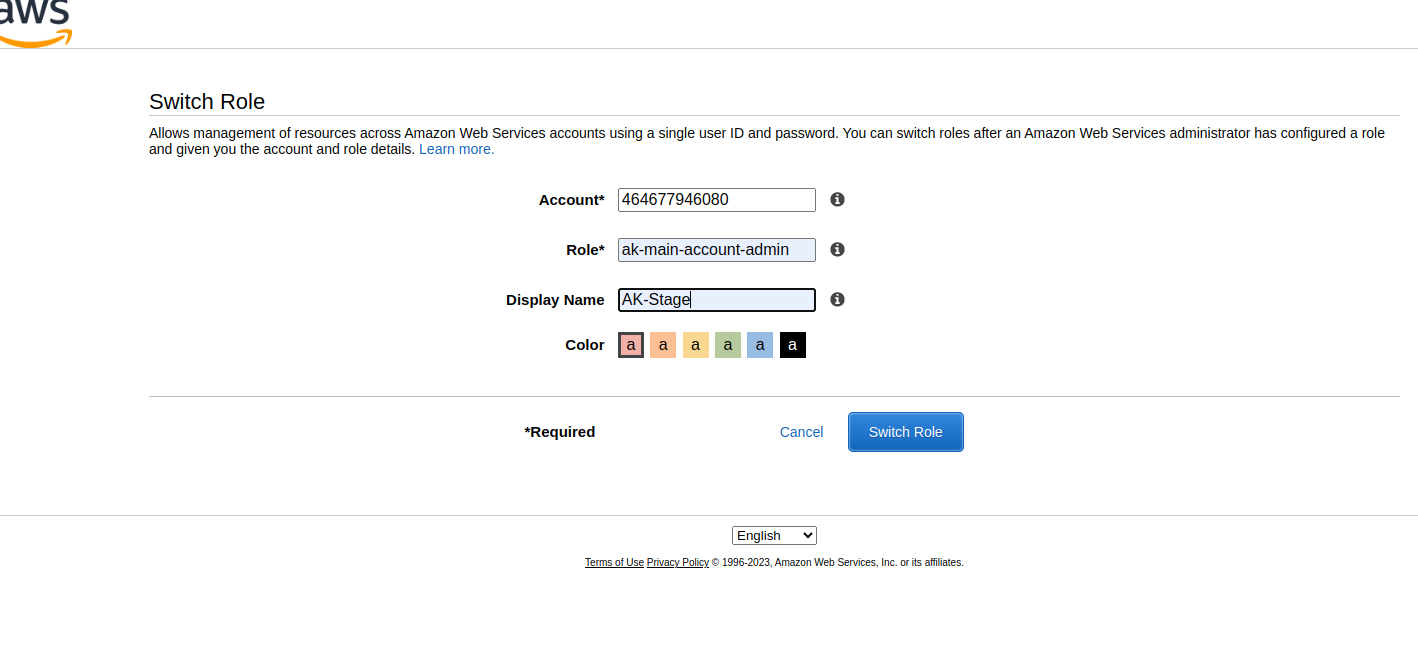 aws
Switch Role
Allows management of resources across Amazon Web Services accounts using a single user ID and password. You can switch roles after an Amazon Web Services administrator has configured a role
and given you the account and role details. Learn more.
Account* 464677946080
Role* ak-main-account-admin
Display Name AK-Stage
Color a a a a a a
*Required Cancel Switch Role
English
Terms of Use Privacy Policy © 1996-2023, Amazon Web Services, Inc. or its affiliates.